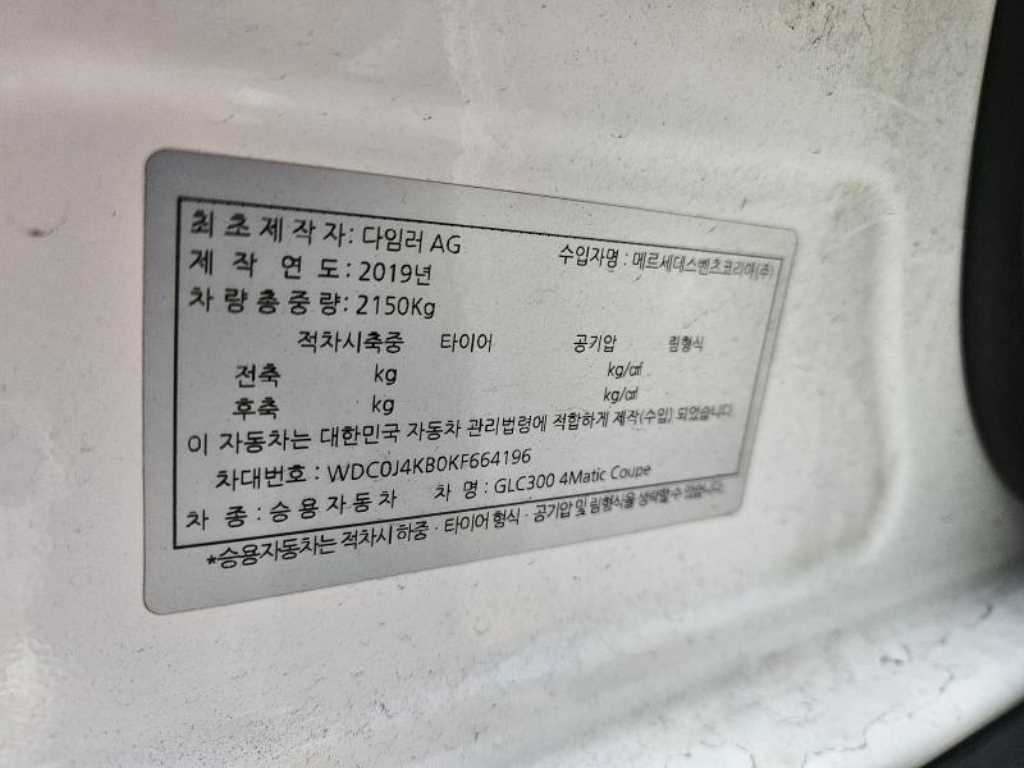 최초제작자: 다임러 AG 수입자명 : 메르세데스벤츠코리아(주)
제 작 연 도 : 2019년
차량총중량: 2150Kg
적차시축중 타이어 공기압 림형식
전축 kg kg/㎠
후축 kg kg/㎠
이 자동차는 대한민국 자동차 관리법령에 적합하게 제작(수입) 되었습니다.
차대번호 : WDC0J4KB0KF664196
차 종 : 승용자동차 차 명 : GLC300 4Matic Coupe
*승용자동차는 적차시 하중 · 타이어 형식 · 공기압 및 림형식을 생략할 수 있습니다.